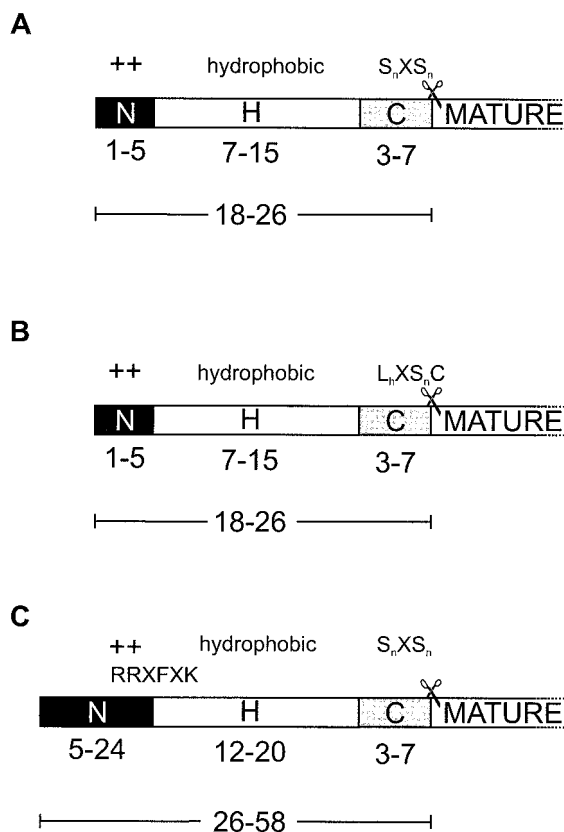 A
++ hydrophobic SₙXSₙ
N H C MATURE
1-5 7-15 3-7
18-26
B
++ hydrophobic LₕXSₙC
N H C MATURE
1-5 7-15 3-7
18-26
C
++ hydrophobic SₙXSₙ
RRXFXK
N H C MATURE
5-24 12-20 3-7
26-58